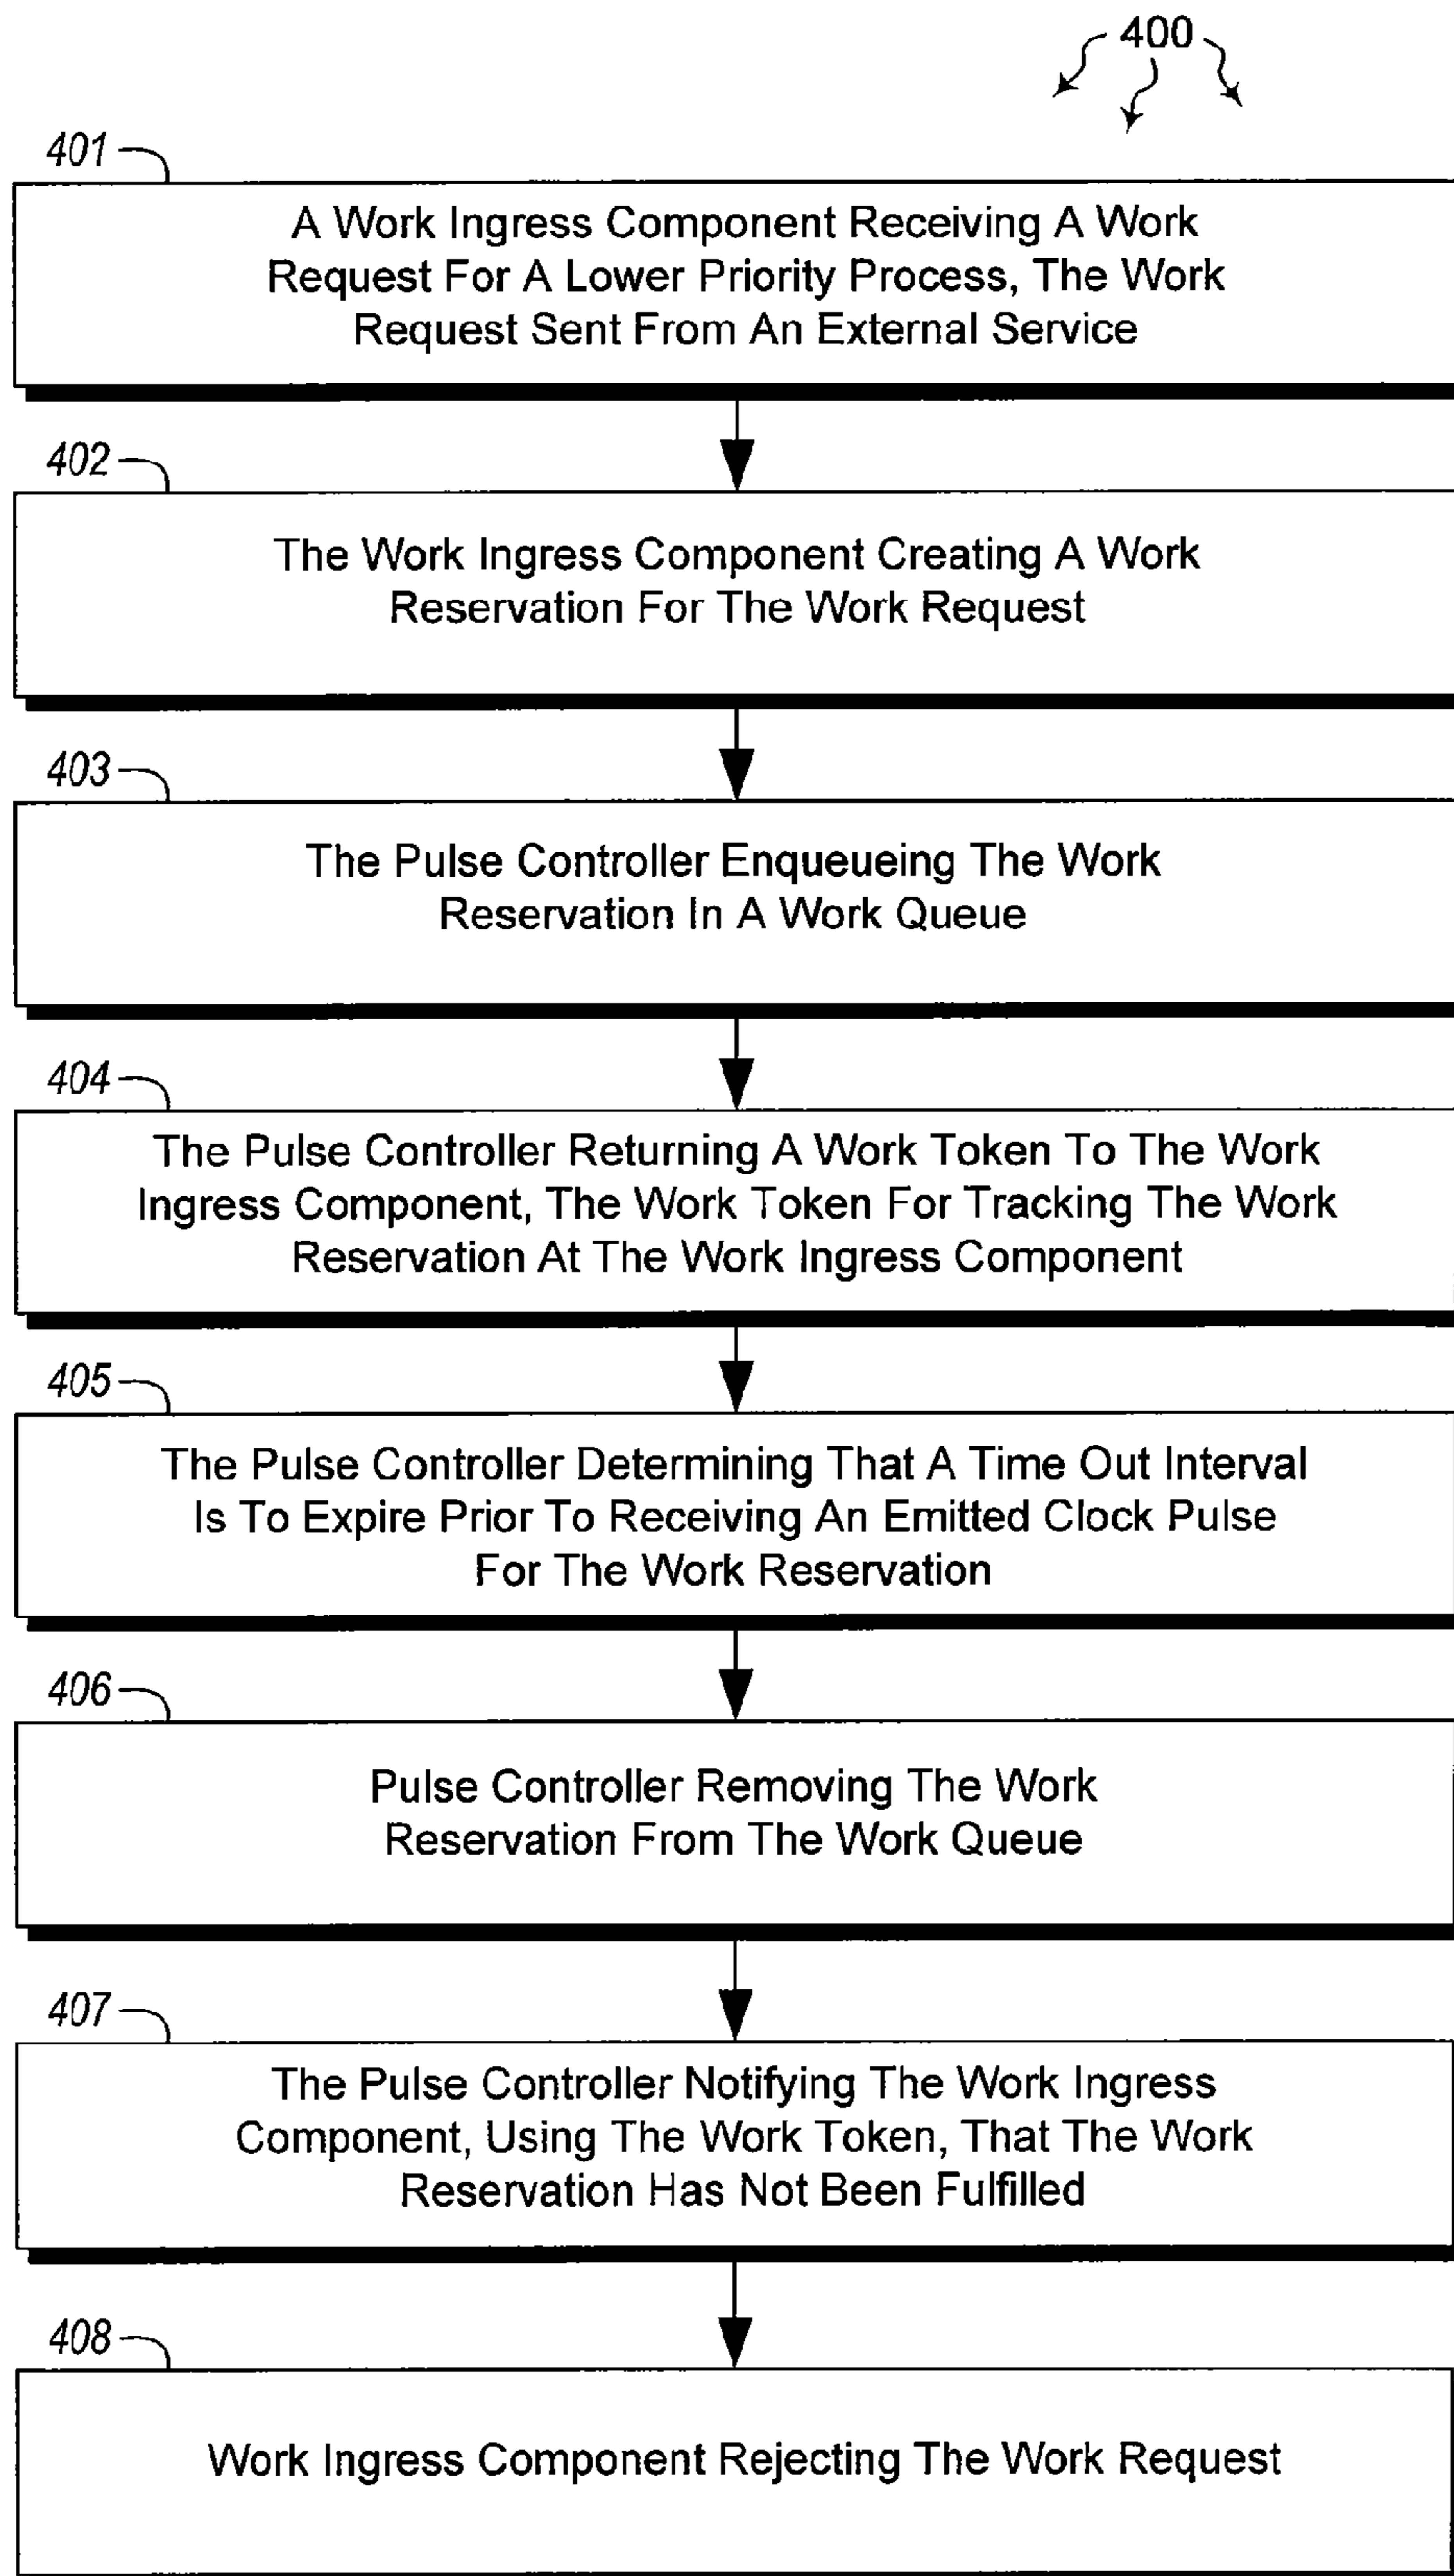 400
401
A Work Ingress Component Receiving A Work
Request For A Lower Priority Process, The Work
Request Sent From An External Service
402
The Work Ingress Component Creating A Work
Reservation For The Work Request
403
The Pulse Controller Enqueueing The Work
Reservation In A Work Queue
404
The Pulse Controller Returning A Work Token To The Work
Ingress Component, The Work Token For Tracking The Work
Reservation At The Work Ingress Component
405
The Pulse Controller Determining That A Time Out Interval
Is To Expire Prior To Receiving An Emitted Clock Pulse
For The Work Reservation
406
Pulse Controller Removing The Work
Reservation From The Work Queue
407
The Pulse Controller Notifying The Work Ingress
Component, Using The Work Token, That The Work
Reservation Has Not Been Fulfilled
408
Work Ingress Component Rejecting The Work Request